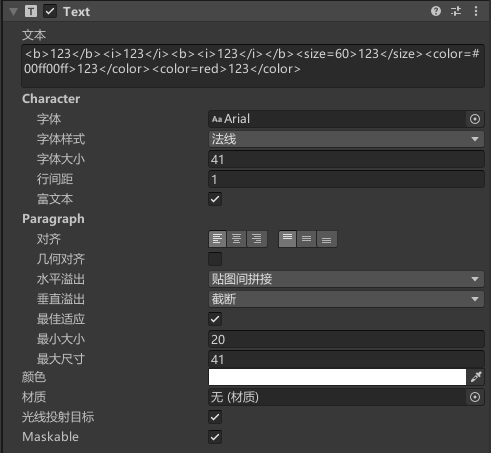 Text
文本
<b>123</b><i>123</i><b><i>123</i></b><size=60>123</size><color=#
00ff00ff>123</color><color=red>123</color>
Character
字体 Aa Arial
字体样式 法线
字体大小 41
行间距 1
富文本
Paragraph
对齐
几何对齐
水平溢出 贴图间拼接
垂直溢出 截断
最佳适应
最小大小 20
最大尺寸 41
颜色
材质 无 (材质)
光线投射目标
Maskable